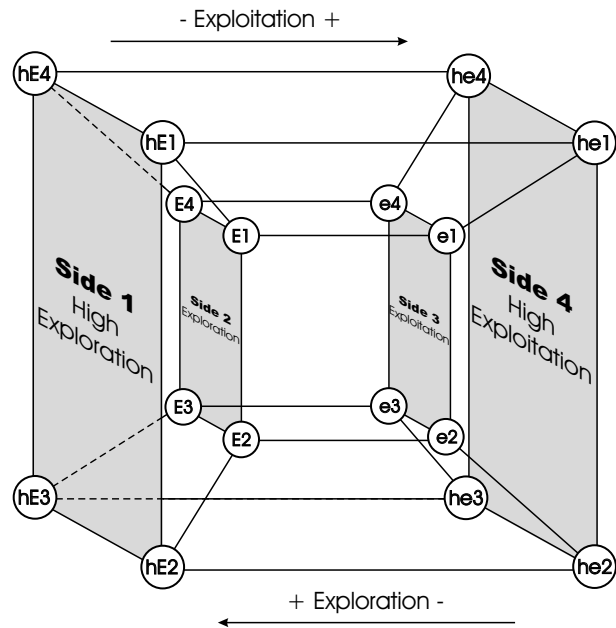 - Exploitation +
hE4
he4
hE1
he1
E4
e4
E1
e1
Side 1
High
Exploration
Side 2
Exploration
Side 3
Exploitation
Side 4
High
Exploitation
E3
e3
E2
e2
hE3
he3
hE2
he2
+ Exploration -